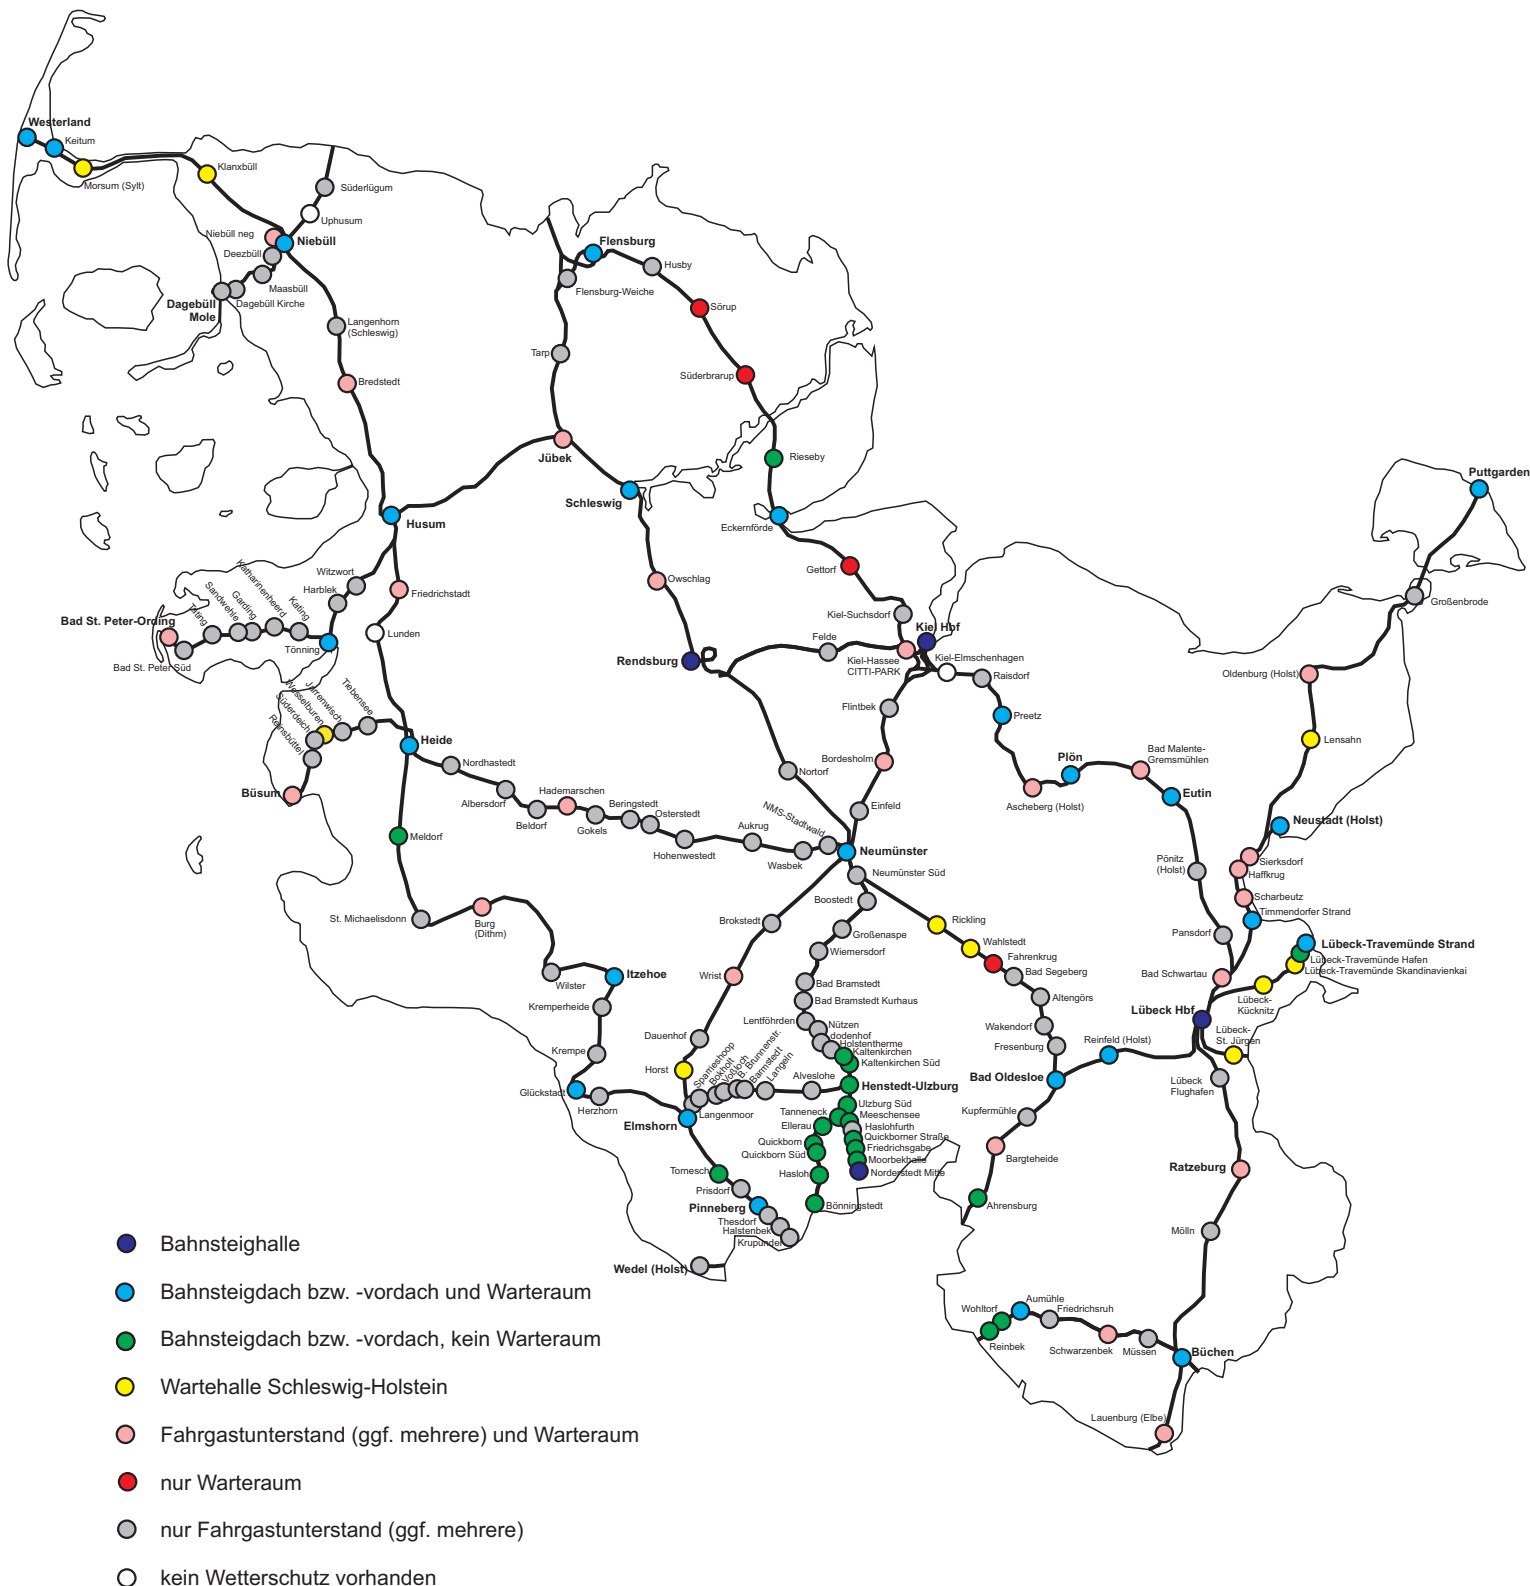 Westerland
Keitum
Morsum (Sylt)
Klanxbüll
Süderlügum
Uphusum
Niebüll neg
Niebüll
Deezbüll
Maasbüll
Dagebüll Kirche
Dagebüll
Mole
Langenhorn
(Schleswig)
Bredstedt
Flensburg
Husby
Flensburg-Weiche
Sörup
Tarp
Süderbrarup
Jübek
Rieseby
Schleswig
Eckernförde
Husum
Puttgarden
Gettorf
Owschlag
Großenbrode
Witzwort
Harblek
Friedrichstadt
Katharinenheerd
Sandwehle
Garding
Kating
Tating
Bad St. Peter-Ording
Bad St. Peter Süd
Tönning
Lunden
Kiel-Suchsdorf
Kiel Hbf
Felde
Kiel-Hassee
CITTI-PARK
Kiel-Elmschenhagen
Raisdorf
Rendsburg
Oldenburg (Holst)
Flintbek
Preetz
Tiebensee
Jarrenwisch
Wesselburen
Süderdeich
Reinsbüttel
Heide
Lensahn
Nordhastedt
Bordesholm
Plön
Bad Malente-
Gremsmühlen
Nortorf
Büsum
Albersdorf
Hademarschen
Beldorf
Gokels
Beringstedt
Osterstedt
Ascheberg (Holst)
Eutin
Einfeld
NMS-Stadtwald
Aukrug
Neustadt (Holst)
Meldorf
Hohenwestedt
Wasbek
Neumünster
Pönitz
(Holst)
Sierksdorf
Haffkrug
Neumünster Süd
Scharbeutz
Boostedt
Timmendorfer Strand
St. Michaelisdonn
Burg
(Dithm)
Brokstedt
Rickling
Großenaspe
Wahlstedt
Pansdorf
Lübeck-Travemünde Strand
Wiemersdorf
Fahrenkrug
Lübeck-Travemünde Hafen
Lübeck-Travemünde Skandinavienkai
Bad Segeberg
Itzehoe
Wilster
Wrist
Bad Bramstedt
Bad Schwartau
Bad Bramstedt Kurhaus
Altengörs
Lübeck-
Kücknitz
Kremperheide
Lübeck Hbf
Lentföhrden
Nützen
Wakendorf
dodenhof
Lübeck-
St. Jürgen
Dauenhof
Holstentherme
Fresenburg
Reinfeld (Holst)
Kaltenkirchen
Krempe
Kaltenkirchen Süd
Horst
Sparrieshoop
Bokholt
Voßloch
B. Brunnenstr.
Barmstedt
Langeln
Alveslohe
Henstedt-Ulzburg
Bad Oldesloe
Lübeck
Flughafen
Glückstadt
Herzhorn
Langenmoor
Ulzburg Süd
Elmshorn
Tanneneck
Meeschensee
Kupfermühle
Ellerau
Haslohfurth
Quickborn
Quickborner Straße
Quickborn Süd
Friedrichsgabe
Bargteheide
Moorbekhalle
Tornesch
Hasloh
Norderstedt Mitte
Ratzeburg
Prisdorf
Pinneberg
Bönningstedt
Ahrensburg
Thesdorf
Halstenbek
Krupunder
Mölln
Wedel (Holst)
Wohltorf
Aumühle
Friedrichsruh
Reinbek
Schwarzenbek
Müssen
Büchen
Lauenburg (Elbe)
Bahnsteighalle
Bahnsteigdach bzw. -vordach und Warteraum
Bahnsteigdach bzw. -vordach, kein Warteraum
Wartehalle Schleswig-Holstein
Fahrgastunterstand (ggf. mehrere) und Warteraum
nur Warteraum
nur Fahrgastunterstand (ggf. mehrere)
kein Wetterschutz vorhanden